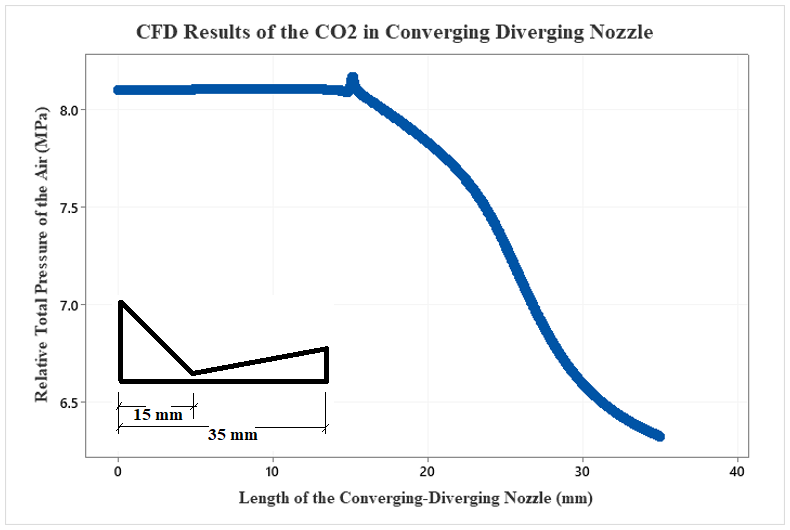 CFD Results of the CO2 in Converging Diverging Nozzle
Relative Total Pressure of the Air (MPa)
8.0
7.5
7.0
6.5
15 mm
35 mm
0 10 20 30 40
Length of the Converging-Diverging Nozzle (mm)